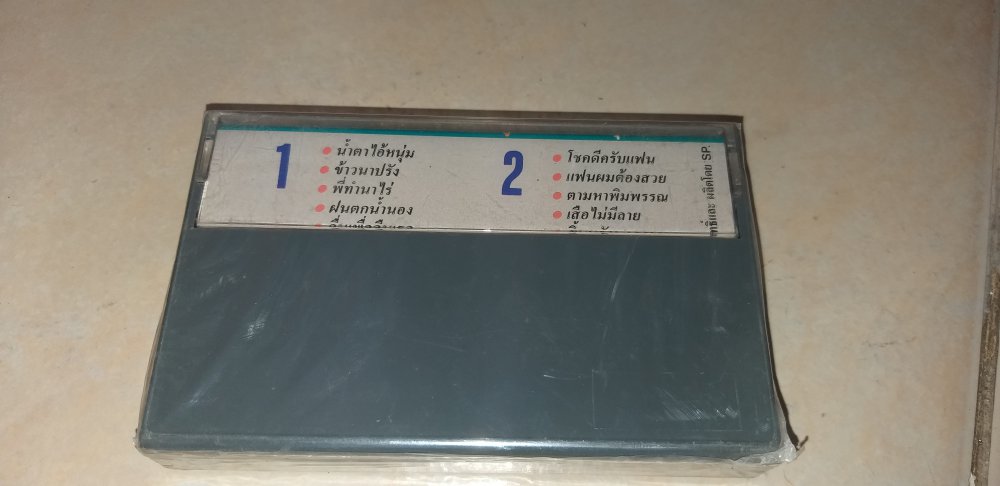 1
น้ำตาไอ้หนุ่ม
ข้าวนาปรัง
พี่ทำนาไร่
ฝนตกน้ำนอง
2
โชคดีครับแฟน
แฟนผมต้องสวย
ตามหาพิมพรรณ
เสือไม่มีลาย
ผลิตโดย S.P.